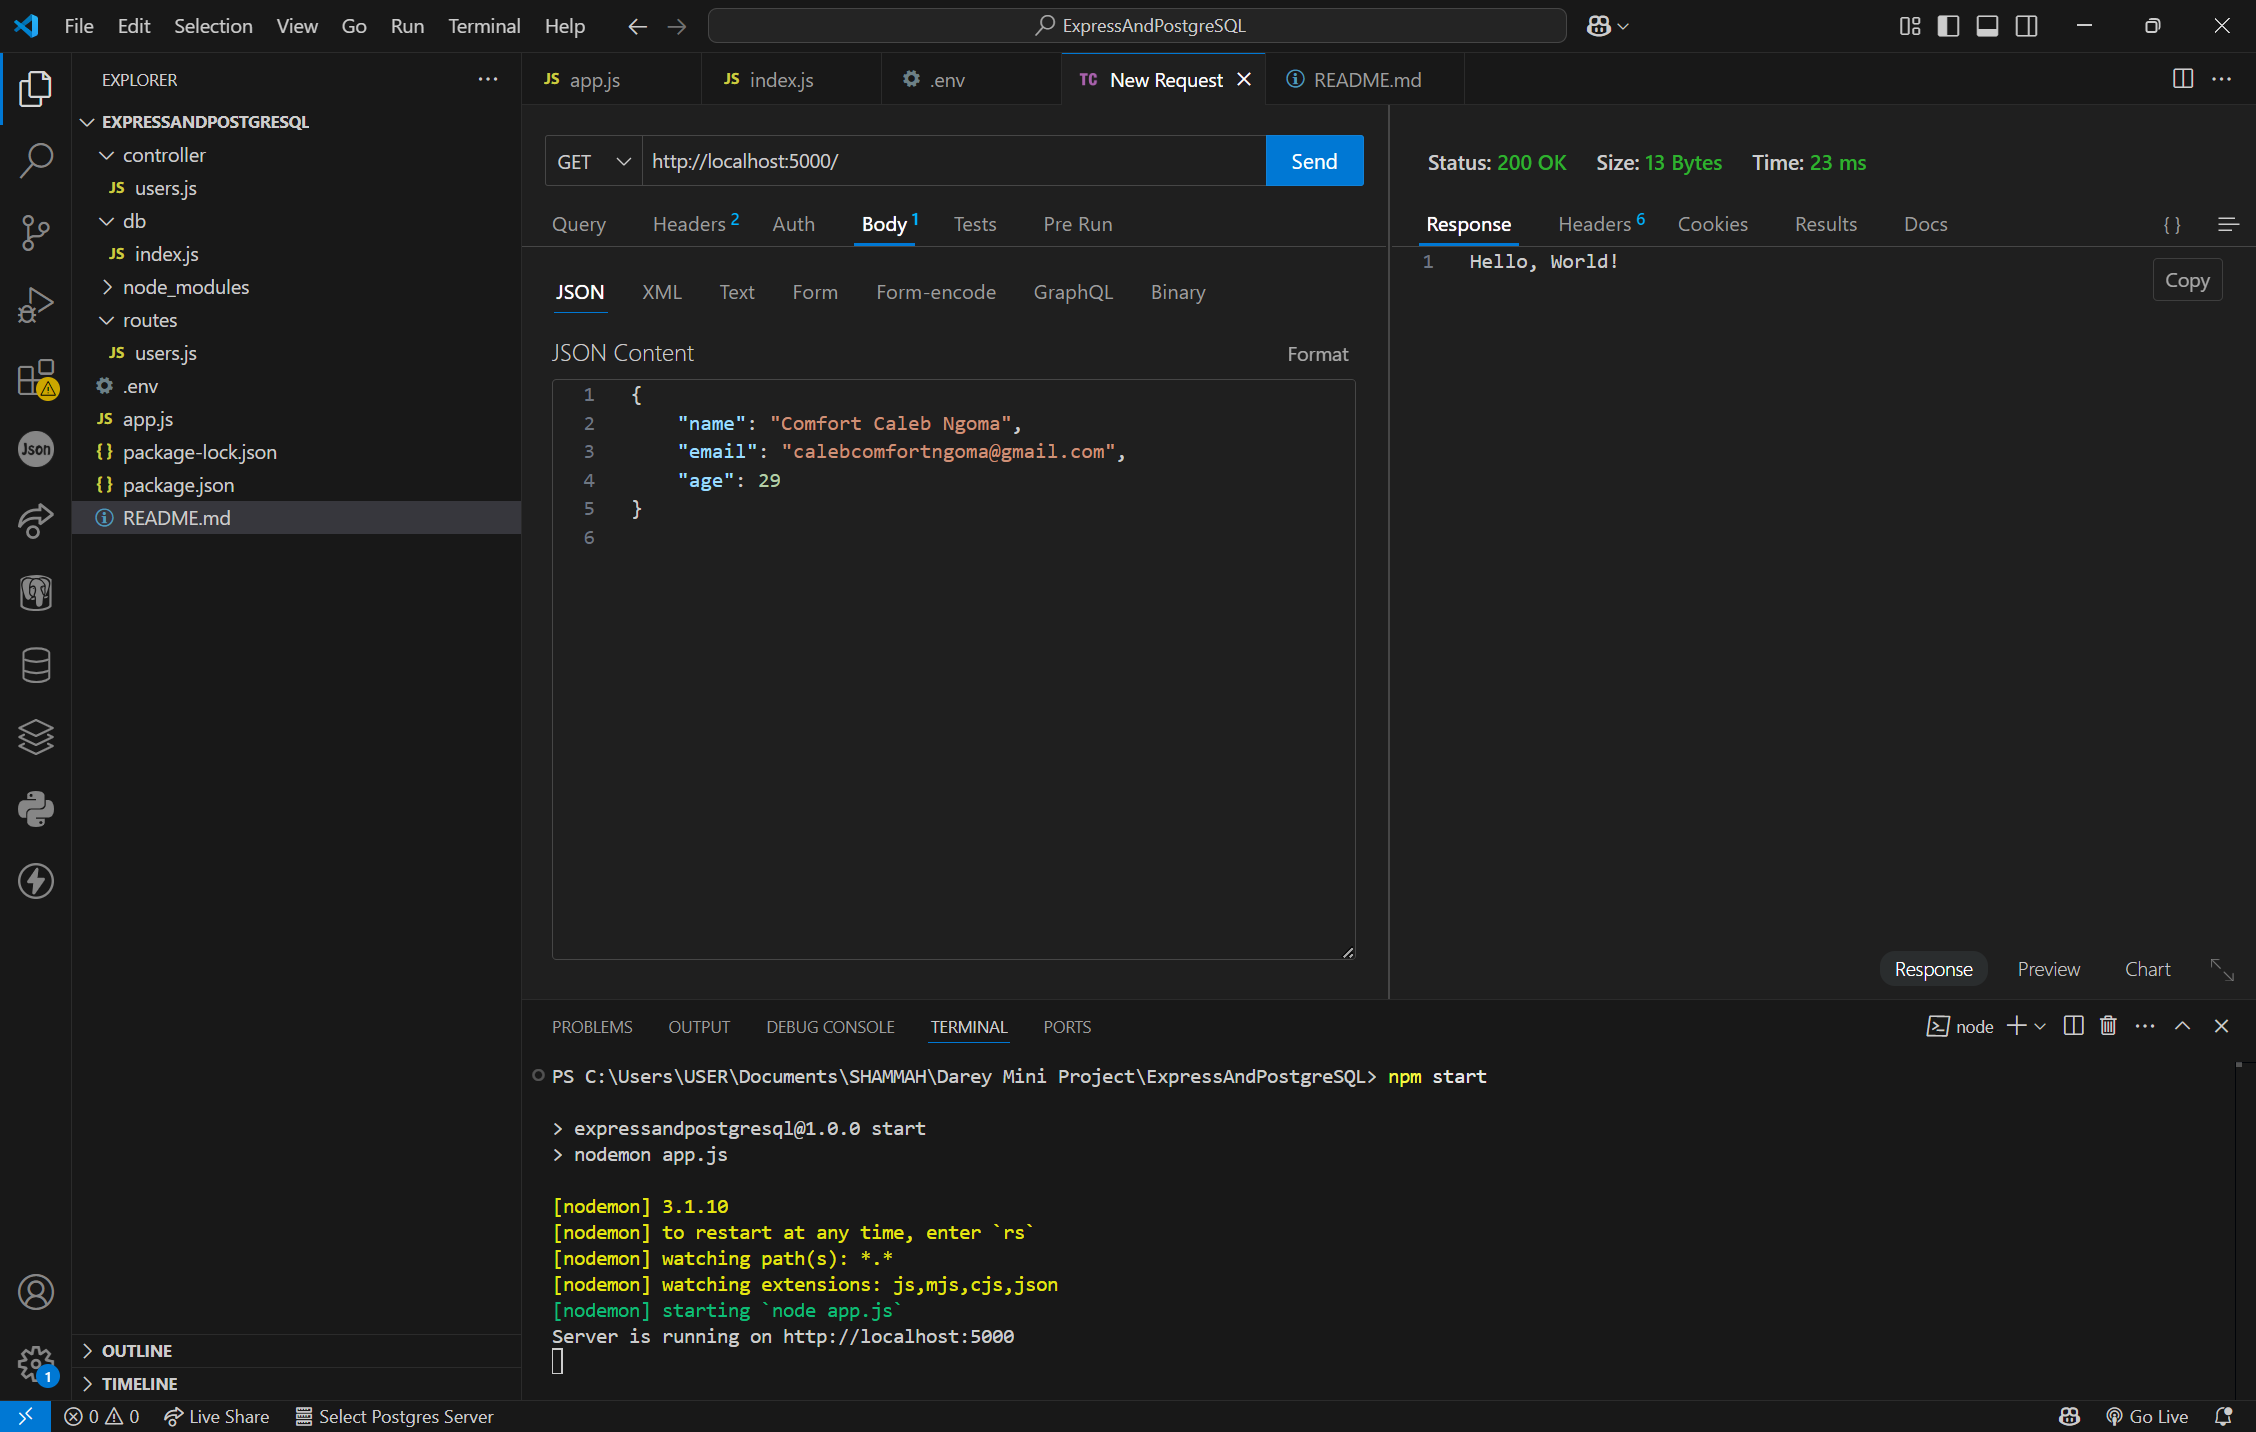 File Edit Selection View Go Run Terminal Help
ExpressAndPostgreSQL
EXPLORER
EXPRESSANDPOSTGRESQL
controller
JS users.js
db
JS index.js
node_modules
routes
JS users.js
.env
JS app.js
{} package-lock.json
{} package.json
README.md
OUTLINE
TIMELINE
Json
JS app.js
JS index.js
.env
TC New Request
README.md
GET http://localhost:5000/ Send
Query Headers 2 Auth Body 1 Tests Pre Run
JSON XML Text Form Form-encode GraphQL Binary
JSON Content Format
1 {
2 "name": "Comfort Caleb Ngoma",
3 "email": "calebcomfortngoma@gmail.com",
4 "age": 29
5 }
6
Status: 200 OK Size: 13 Bytes Time: 23 ms
Response Headers 6 Cookies Results Docs { }
1 Hello, World!
Copy
Response Preview Chart
PROBLEMS OUTPUT DEBUG CONSOLE TERMINAL PORTS
node
PS C:\Users\USER\Documents\SHAMMAH\Darey Mini Project\ExpressAndPostgreSQL> npm start
> expressandpostgresql@1.0.0 start
> nodemon app.js
[nodemon] 3.1.10
[nodemon] to restart at any time, enter `rs`
[nodemon] watching path(s): *.*
[nodemon] watching extensions: js,mjs,cjs,json
[nodemon] starting `node app.js`
Server is running on http://localhost:5000
1
0 0 Live Share Select Postgres Server Go Live